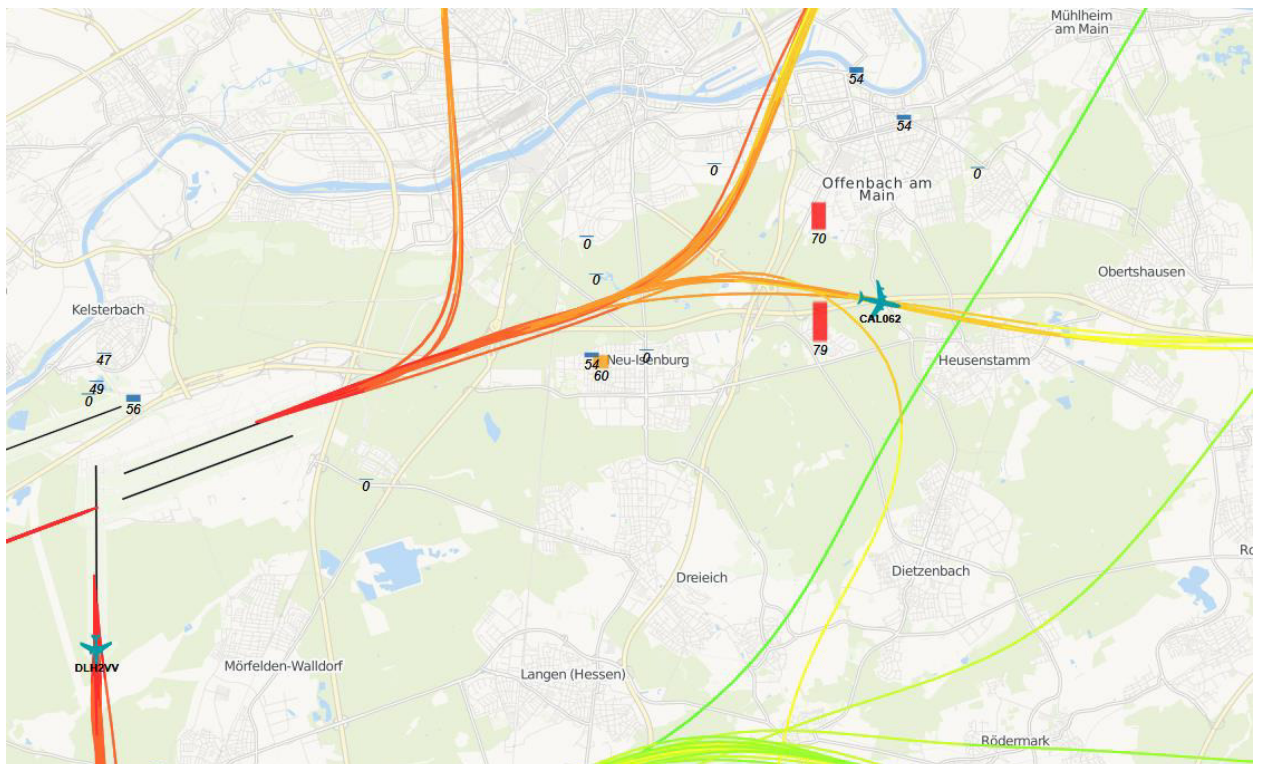 Mühlheim
am Main
54
54
0
0
Offenbach am
Main
70
0
0
Obertshausen
Kelsterbach
CAL062
79
47
54
0
Neu-Isenburg
60
Heusenstamm
49
0
56
0
Dreieich
Dietzenbach
DLH2VV
Mörfelden-Walldorf
Langen (Hessen)
Rödermark